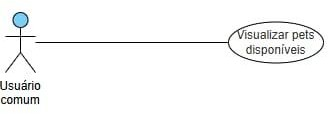 Visualizar pets
disponíveis
Usuário
comum